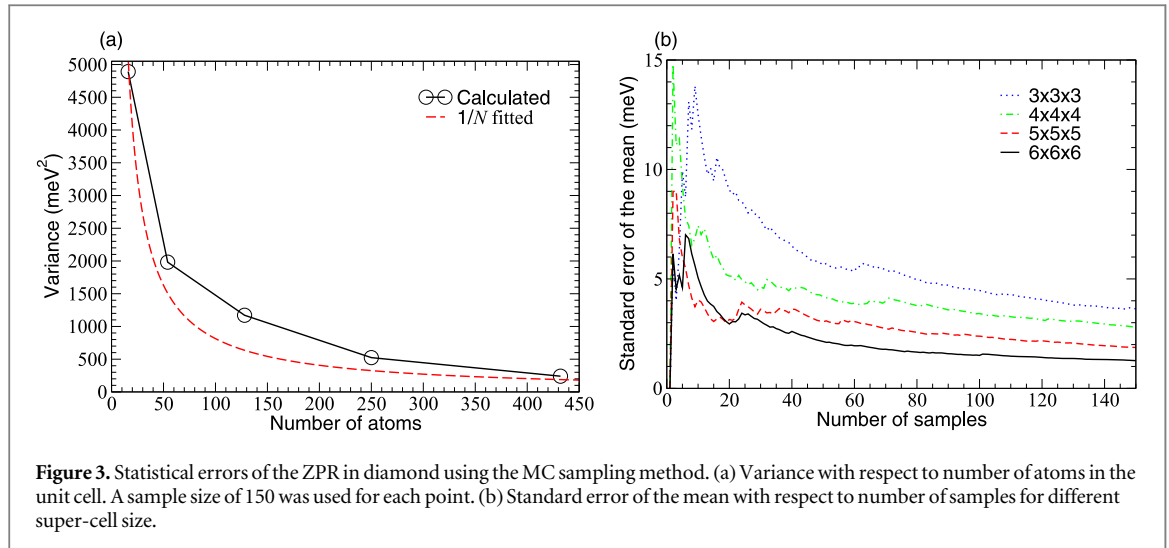 (a)
5000
4500
4000
3500
3000
2500
2000
1500
1000
500
0
Variance (meV²)
Calculated
1/N fitted
0 50 100 150 200 250 300 350 400 450
Number of atoms
(b)
15
10
5
0
Standard error of the mean (meV)
3x3x3
4x4x4
5x5x5
6x6x6
0 20 40 60 80 100 120 140
Number of samples
Figure 3. Statistical errors of the ZPR in diamond using the MC sampling method. (a) Variance with respect to number of atoms in the
unit cell. A sample size of 150 was used for each point. (b) Standard error of the mean with respect to number of samples for different
super-cell size.